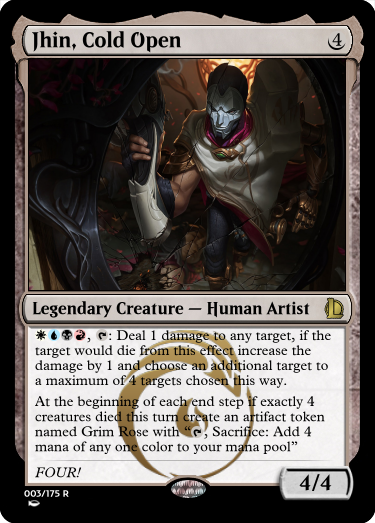 Jhin, Cold Open 4
Legendary Creature — Human Artist
: Deal 1 damage to any target, if the
target would die from this effect increase the
damage by 1 and choose an additional target to
a maximum of 4 targets chosen this way.
At the beginning of each end step if exactly 4
creatures died this turn create an artifact token
named Grim Rose with “, Sacrifice: Add 4
mana of any one color to your mana pool”
FOUR!
4/4
003/175 R